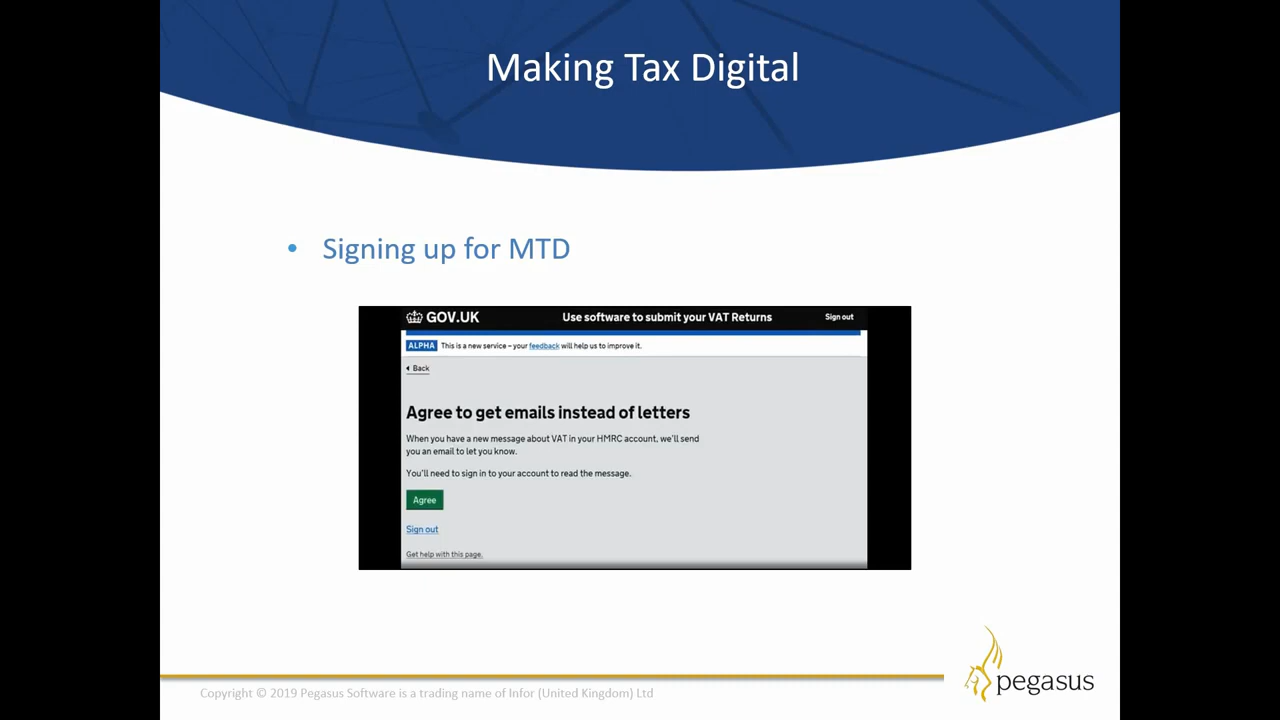 Making Tax Digital
• Signing up for MTD
GOV.UK Use software to submit your VAT Returns Sign out
ALPHA This is a new service – your feedback will help us to improve it.
Back
Agree to get emails instead of letters
When you have a new message about VAT in your HMRC account, we'll send
you an email to let you know.
You'll need to sign in to your account to read the message.
Agree
Sign out
Get help with this page.
Copyright © 2019 Pegasus Software is a trading name of Infor (United Kingdom) Ltd
pegasus